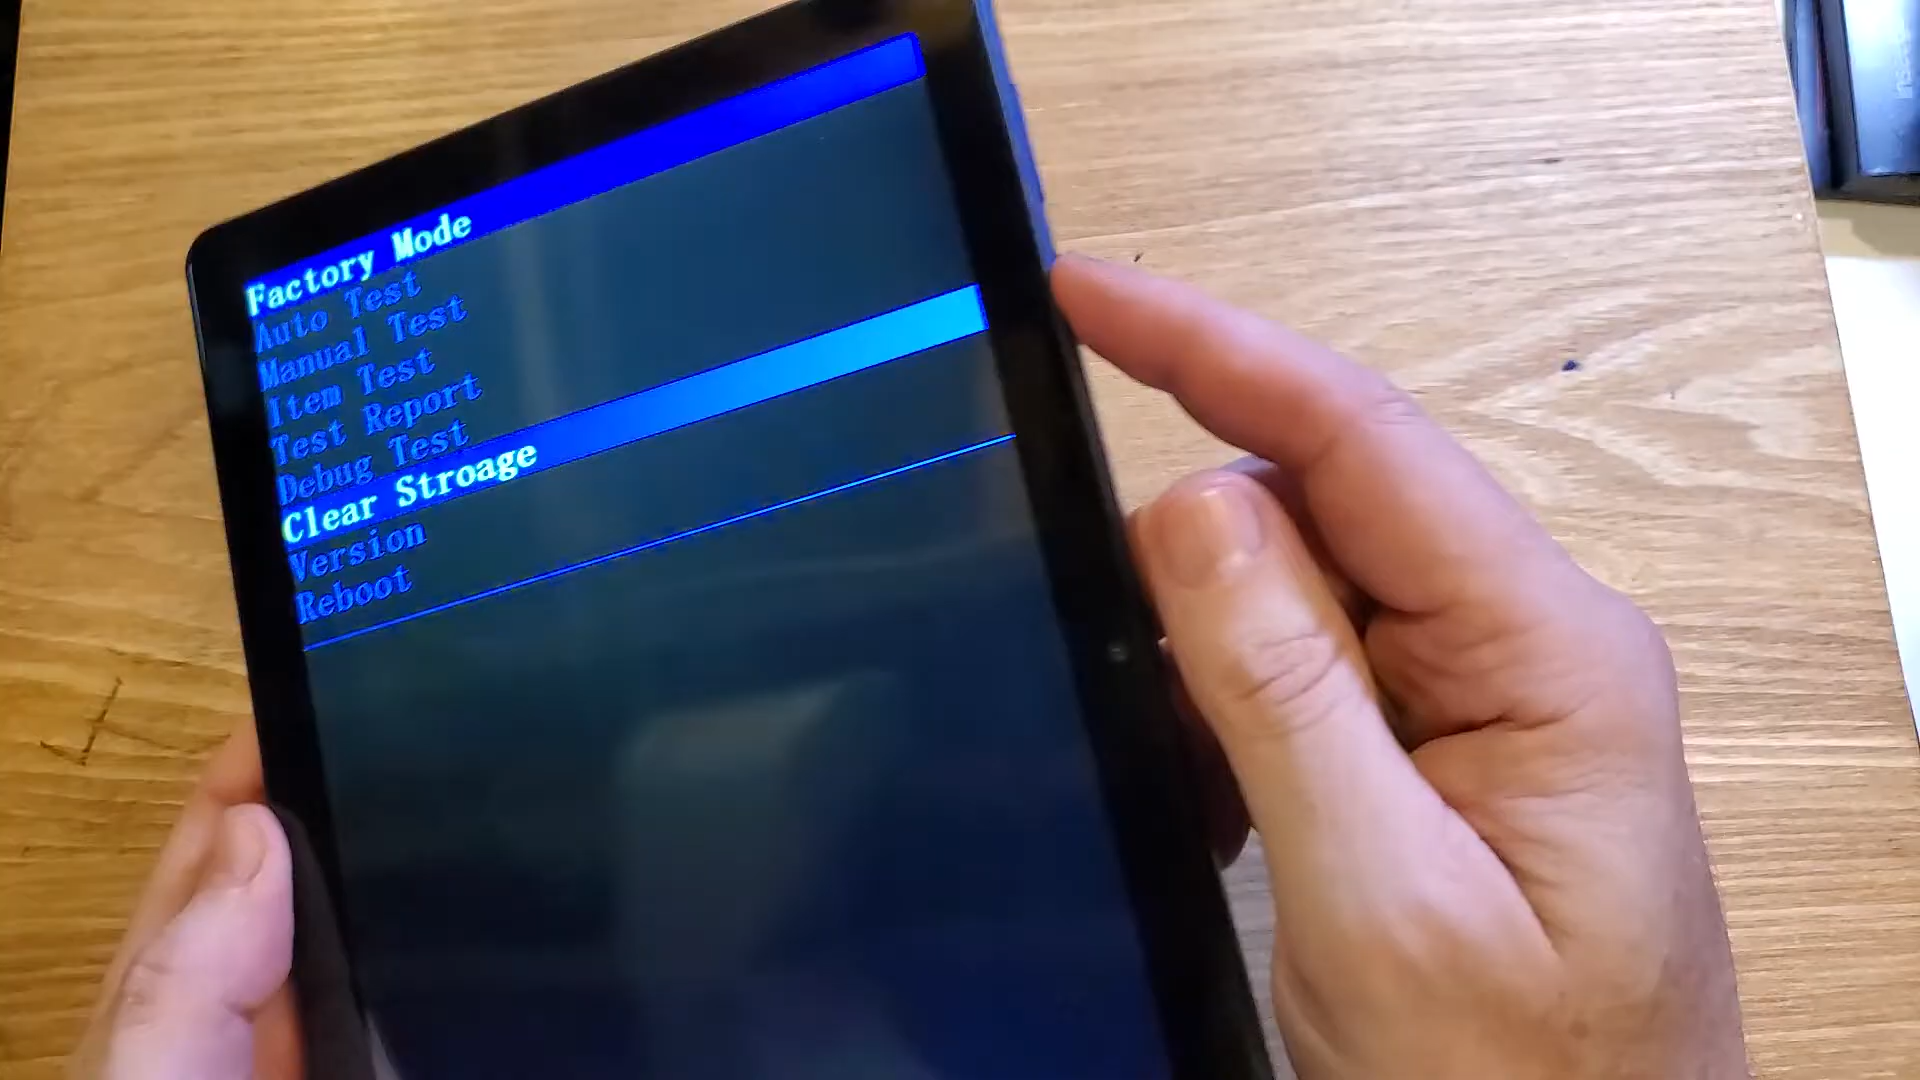 Factory Mode
Auto Test
Manual Test
Item Test
Test Report
Debug Test
Clear Stroage
Version
Reboot